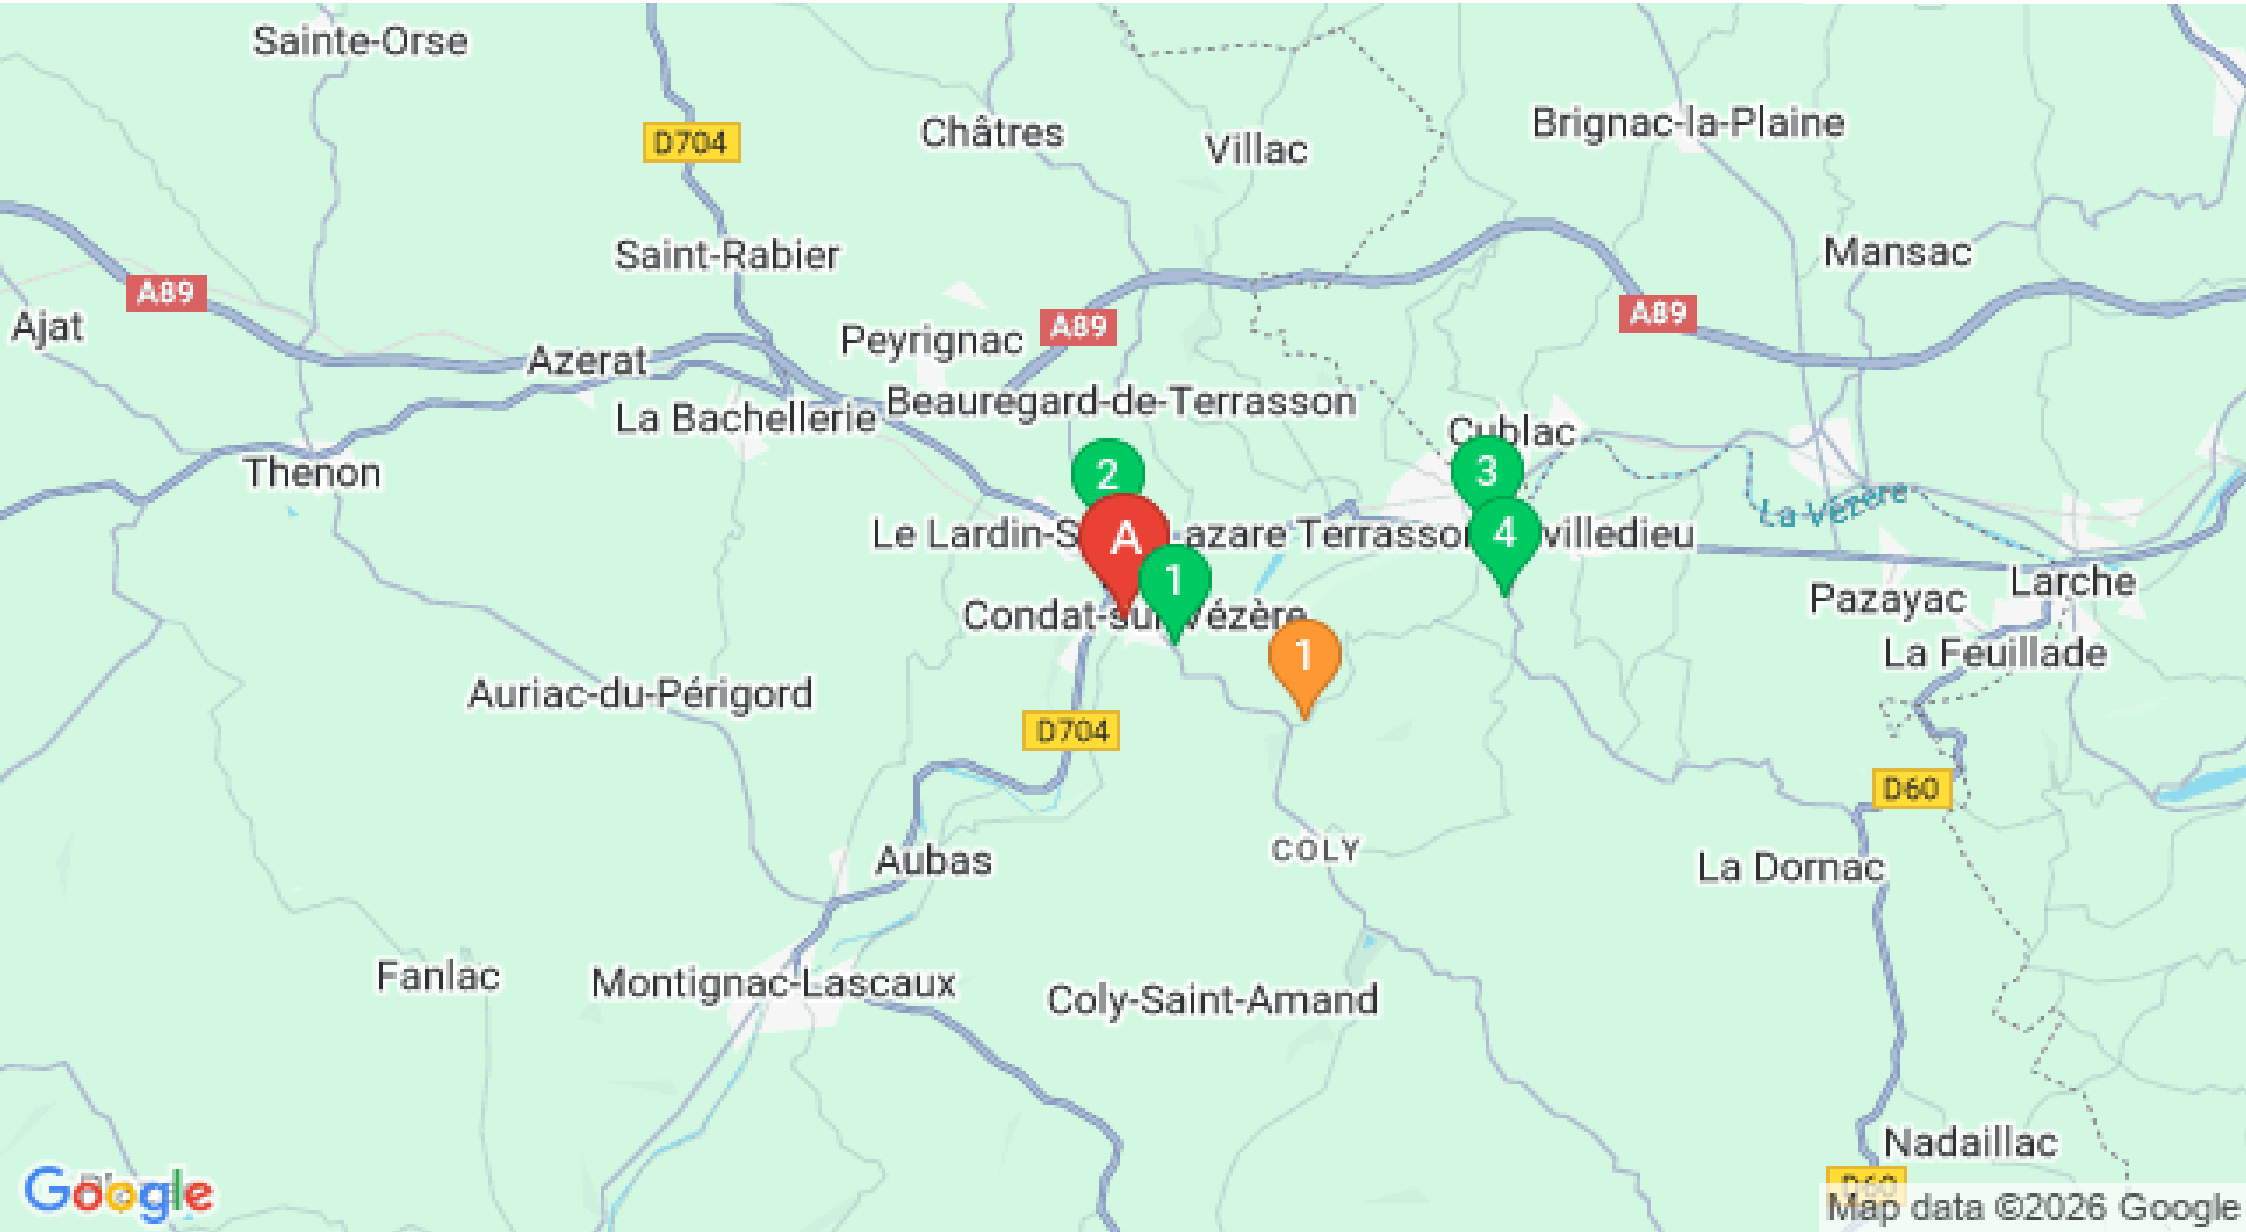 Sainte-Orse
Châtres
Villac
Brignac-la-Plaine
D704
Saint-Rabier
Mansac
A89
A89
A89
Ajat
Peyrignac
Azerat
La Bachellerie
Beauregard-de-Terrasson
Cublac
Thenon
2
3
La Vézère
Le Lardin-S
A
-azare
Terrasson
4
villedieu
1
Condat-sur-Vézère
Pazayac
Larche
1
La Feuillade
Auriac-du-Périgord
D704
D60
COLY
Aubas
La Dornac
Fanlac
Montignac-Lascaux
Coly-Saint-Amand
Nadaillac
Google
D60
Map data ©2026 Google